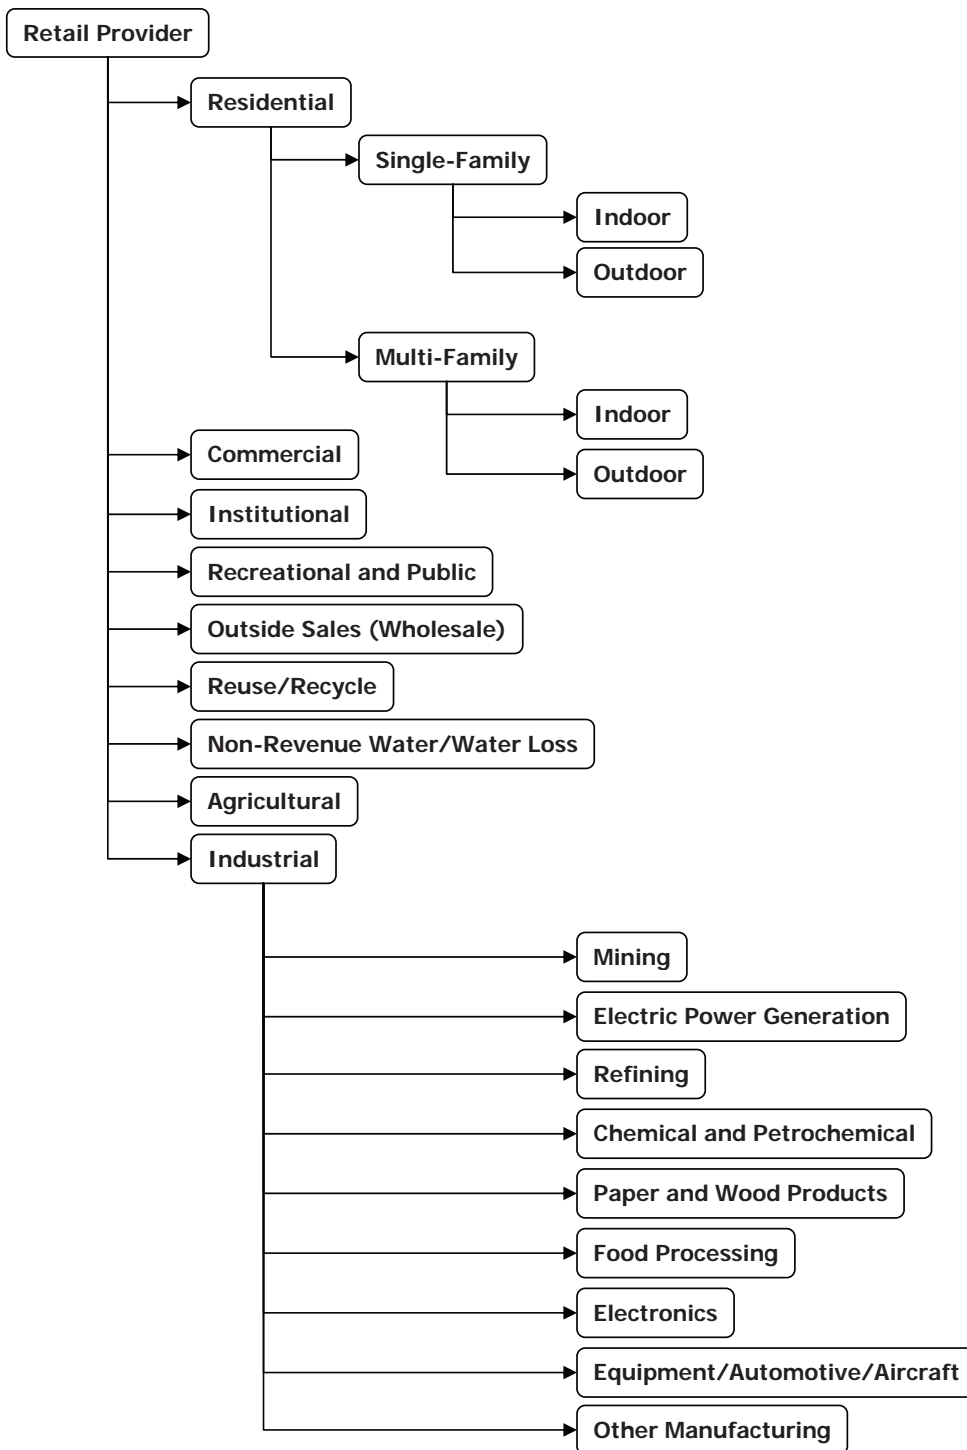 Retail Provider
Residential
Single-Family
Indoor
Outdoor
Multi-Family
Indoor
Outdoor
Commercial
Institutional
Recreational and Public
Outside Sales (Wholesale)
Reuse/Recycle
Non-Revenue Water/Water Loss
Agricultural
Industrial
Mining
Electric Power Generation
Refining
Chemical and Petrochemical
Paper and Wood Products
Food Processing
Electronics
Equipment/Automotive/Aircraft
Other Manufacturing